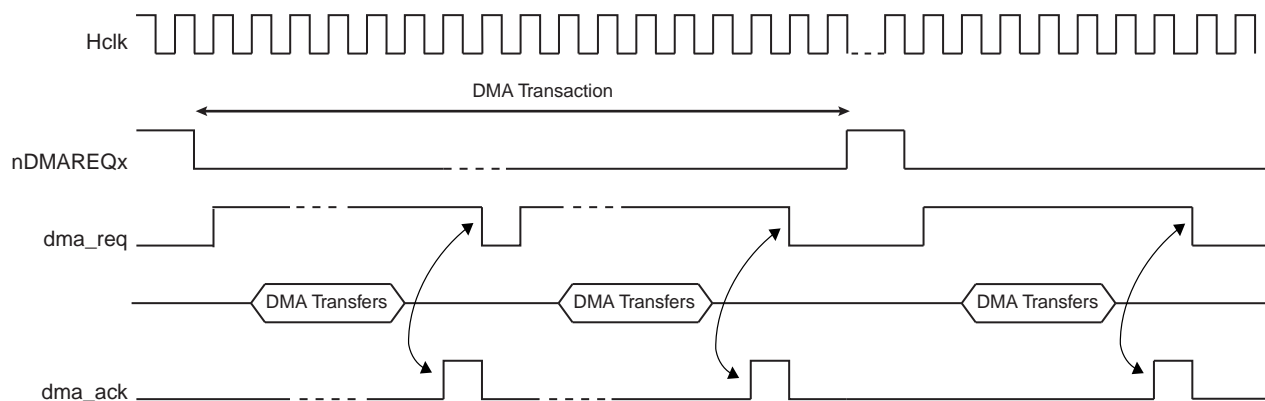 Hclk
DMA Transaction
nDMAREQx
dma_req
DMA Transfers
DMA Transfers
DMA Transfers
dma_ack